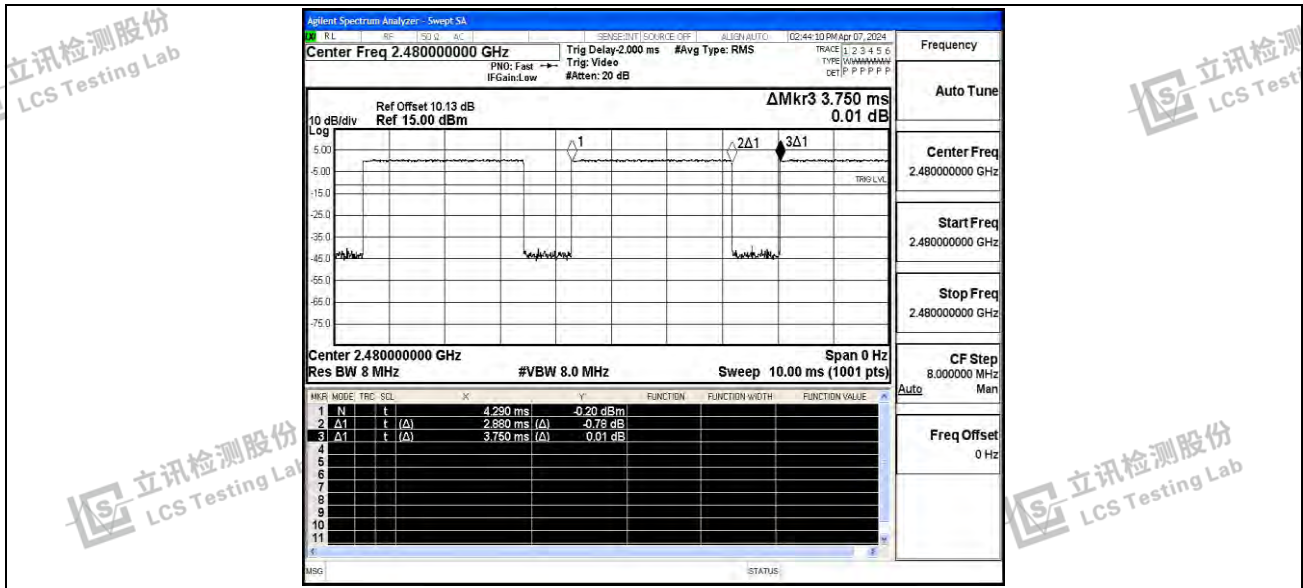 Agilent Spectrum Analyzer - Swept SA
RL RF 50 Ω AC SENSE:INT SOURCE OFF ALIGN AUTO 02:44:10 PM Apr 07, 2024
Center Freq 2.480000000 GHz
PNO: Fast
IFGain:Low
Trig Delay-2.000 ms #Avg Type: RMS
Trig: Video
#Atten: 20 dB
TRACE 1 2 3 4 5 6
TYPE
DET P P P P P P
Ref Offset 10.13 dB
10 dB/div Ref 15.00 dBm
Log
ΔMkr3 3.750 ms
0.01 dB
1
2Δ1
3Δ1
5.00
-5.00
TRIG LVL
-15.0
-25.0
-35.0
-45.0
-55.0
-65.0
-75.0
Center 2.480000000 GHz Span 0 Hz
Res BW 8 MHz #VBW 8.0 MHz Sweep 10.00 ms (1001 pts)
MKR MODE TRC SCL X Y FUNCTION FUNCTION WIDTH FUNCTION VALUE
1 N t 4.290 ms -0.20 dBm
2 Δ1 t (Δ) 2.880 ms (Δ) -0.78 dB
3 Δ1 t (Δ) 3.750 ms (Δ) 0.01 dB
4
5
6
7
8
9
10
11
MSG STATUS
Frequency
Auto Tune
Center Freq
2.480000000 GHz
Start Freq
2.480000000 GHz
Stop Freq
2.480000000 GHz
CF Step
8.000000 MHz
Auto Man
Freq Offset
0 Hz
立讯检测股份
LCS Testing Lab
立讯检测
LCS Testi
立讯检测股份
LCS Testing Lab
立讯检测股份
LCS Testing Lab